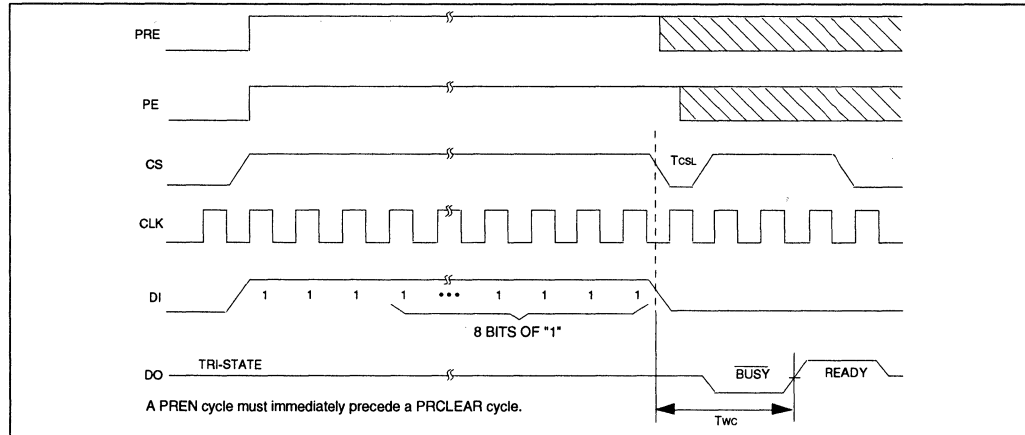 PRE
PE
CS
TCSL
CLK
DI
1 1 1 1 ••• 1 1 1 1
8 BITS OF "1"
TRI-STATE
DO
BUSY
READY
A PREN cycle must immediately precede a PRCLEAR cycle.
TWC